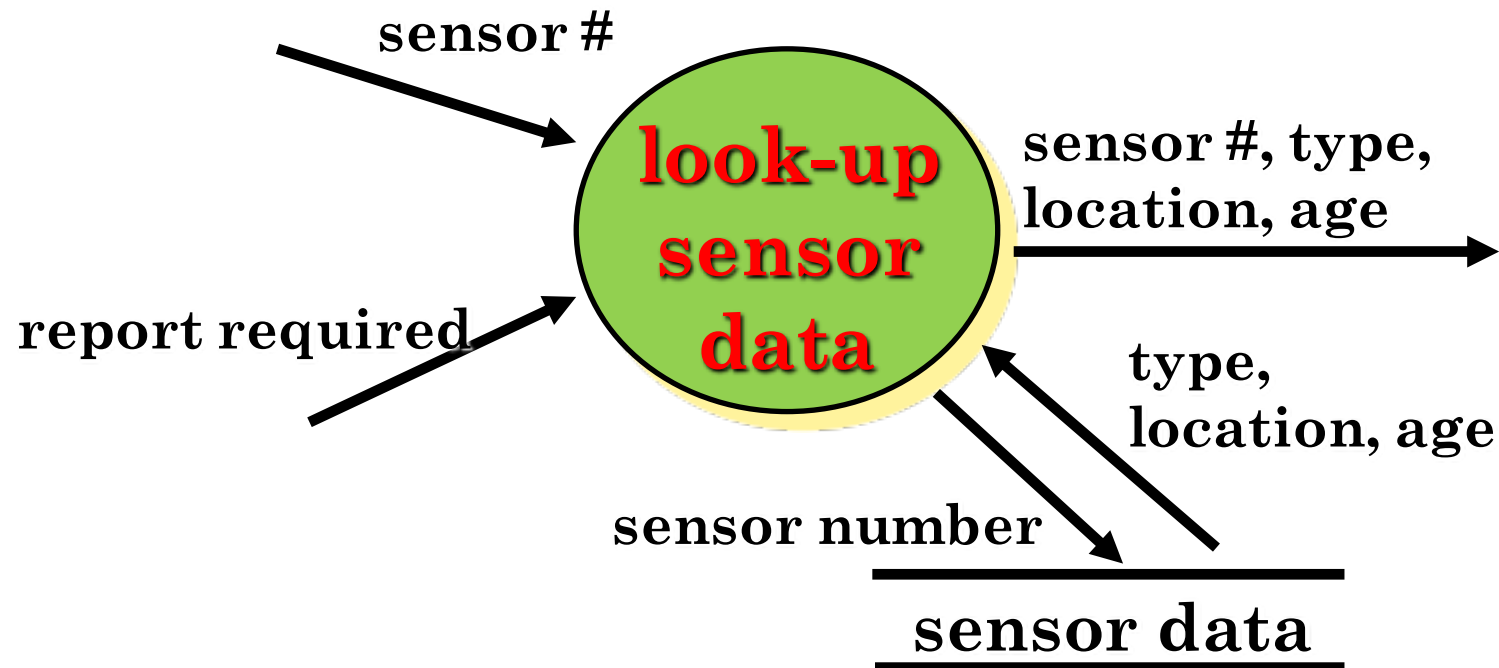 sensor #
look-up
sensor
data
sensor #, type,
location, age
report required
type,
location, age
sensor number
sensor data